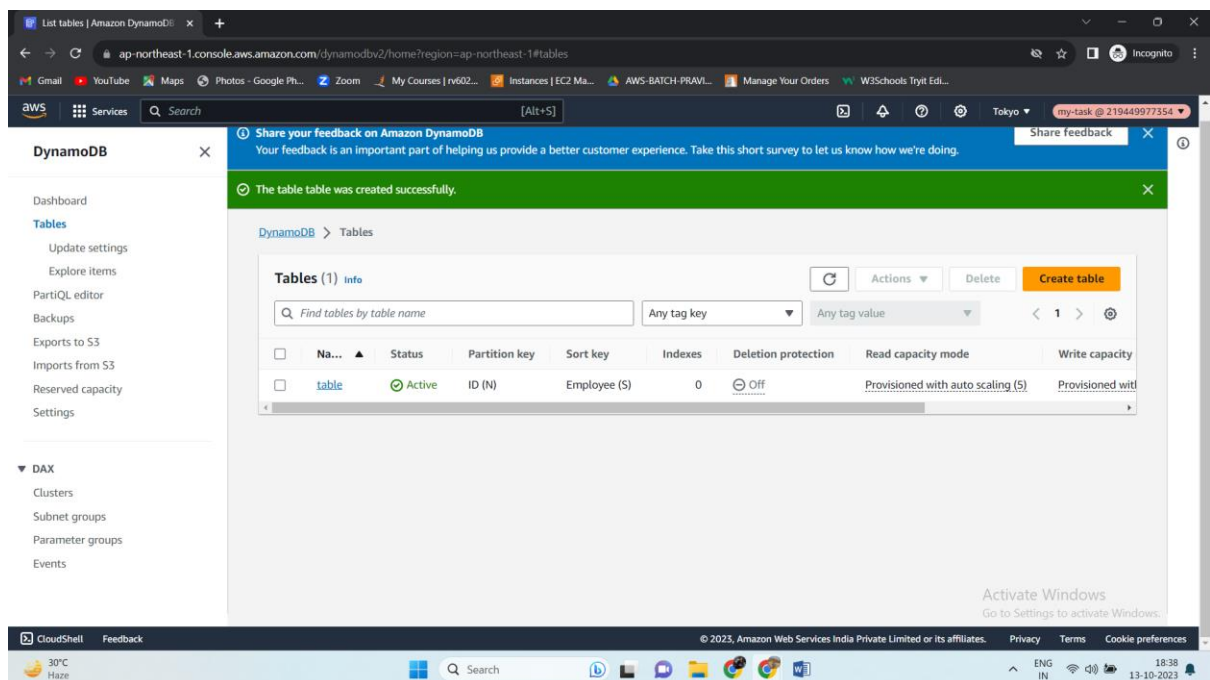 List tables | Amazon DynamoDB
ap-northeast-1.console.aws.amazon.com/dynamodbv2/home?region=ap-northeast-1#tables
Incognito
Gmail YouTube Maps Photos - Google Ph... Zoom My Courses | rv602... Instances | EC2 Ma... AWS-BATCH-PRAVI... Manage Your Orders W3Schools Tryit Edi...
aws Services Search [Alt+S] Tokyo my-task @ 219449977354
DynamoDB
Share your feedback on Amazon DynamoDB
Your feedback is an important part of helping us provide a better customer experience. Take this short survey to let us know how we're doing.
Share feedback
The table table was created successfully.
Dashboard
Tables
Update settings
Explore items
PartiQL editor
Backups
Exports to S3
Imports from S3
Reserved capacity
Settings
DAX
Clusters
Subnet groups
Parameter groups
Events
DynamoDB > Tables
Tables (1) Info
Actions Delete Create table
Find tables by table name Any tag key Any tag value 1
Na... Status Partition key Sort key Indexes Deletion protection Read capacity mode Write capacity
table Active ID (N) Employee (S) 0 Off Provisioned with auto scaling (5) Provisioned with
Activate Windows
Go to Settings to activate Windows.
CloudShell Feedback © 2023, Amazon Web Services India Private Limited or its affiliates. Privacy Terms Cookie preferences
30°C
Haze
Search
ENG
IN
18:38
13-10-2023